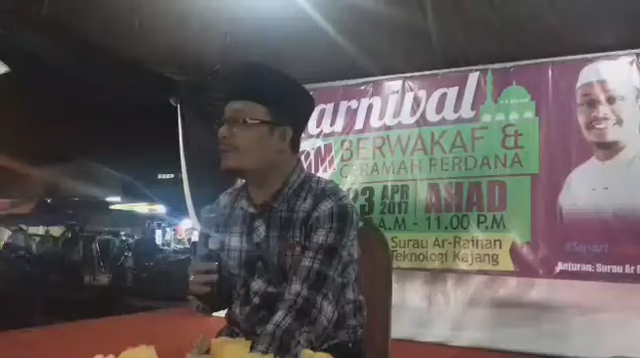 arnival
BERWAKAF &
CERAMAH PERDANA
23 APR
2017
AHAD
A.M - 11.00 P.M
Surau Ar-Raihan
Teknologi Kajang
Anjuran: Surau Ar